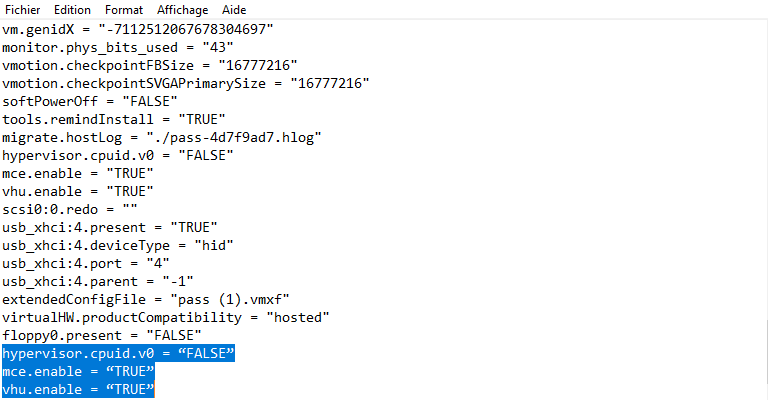 Fichier Edition Format Affichage Aide
vm.genidX = "-7112512067678304697"
monitor.phys_bits_used = "43"
vmotion.checkpointFBSize = "16777216"
vmotion.checkpointSVGAPrimarySize = "16777216"
softPowerOff = "FALSE"
tools.remindInstall = "TRUE"
migrate.hostLog = "./pass-4d7f9ad7.hlog"
hypervisor.cpuid.v0 = "FALSE"
mce.enable = "TRUE"
vhu.enable = "TRUE"
scsi0:0.redo = ""
usb_xhci:4.present = "TRUE"
usb_xhci:4.deviceType = "hid"
usb_xhci:4.port = "4"
usb_xhci:4.parent = "-1"
extendedConfigFile = "pass (1).vmxf"
virtualHW.productCompatibility = "hosted"
floppy0.present = "FALSE"
hypervisor.cpuid.v0 = “FALSE”
mce.enable = “TRUE”
vhu.enable = “TRUE”